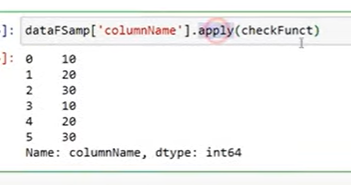 ]: dataFSamp['columnName'].apply(checkFunct)
]: 0    10
1    20
2    30
3    10
4    20
5    30
Name: columnName, dtype: int64